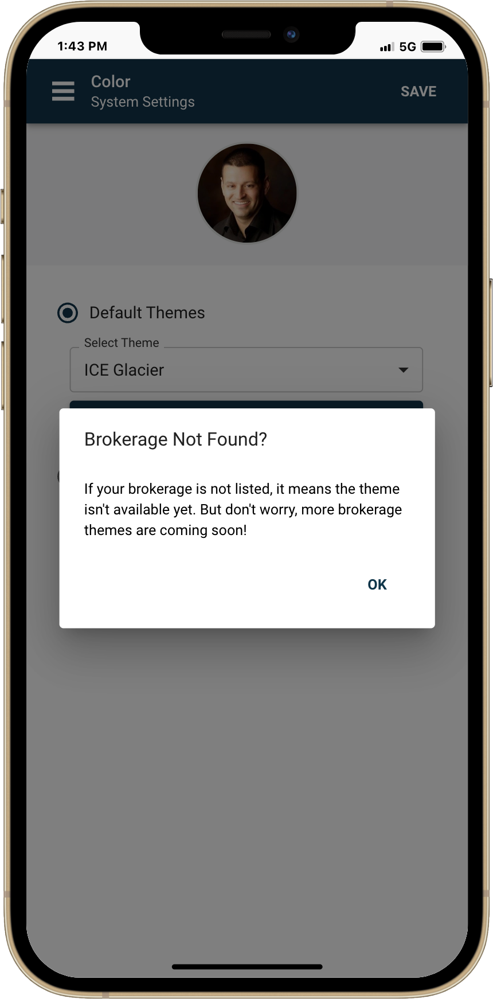 1:43 PM
5G
Color
System Settings
SAVE
Default Themes
Select Theme
ICE Glacier
Brokerage Not Found?
If your brokerage is not listed, it means the theme
isn't available yet. But don't worry, more brokerage
themes are coming soon!
OK